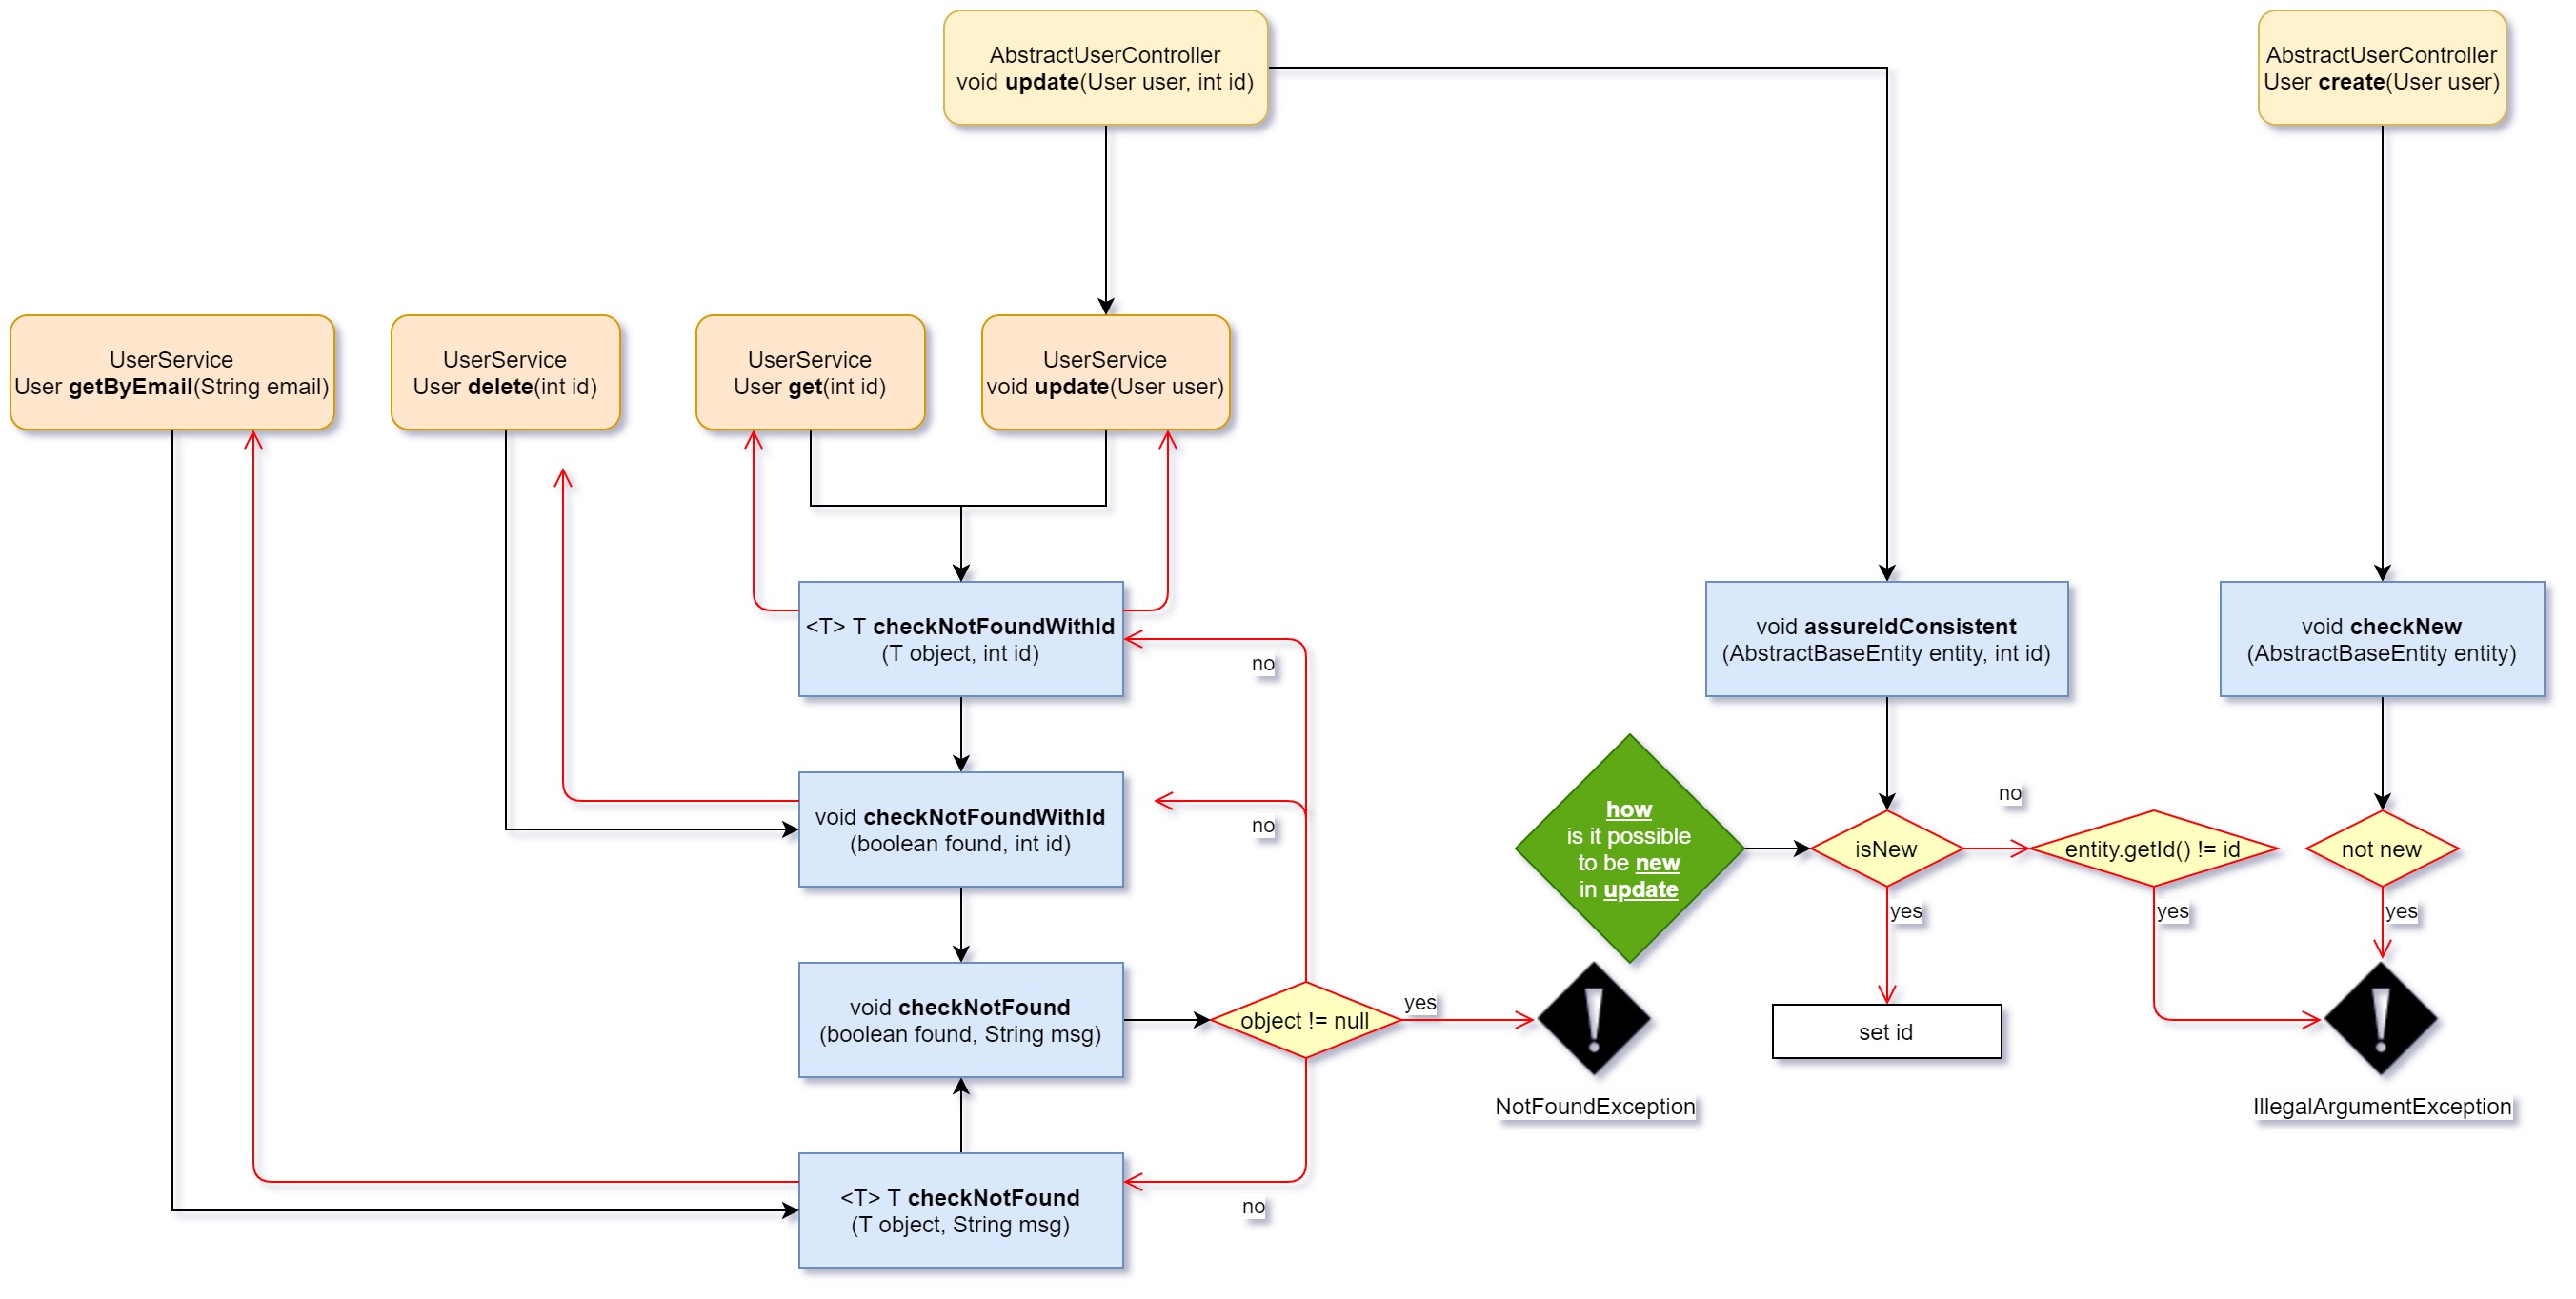 AbstractUserController
void update(User user, int id)
AbstractUserController
User create(User user)
UserService
User getByEmail(String email)
UserService
User delete(int id)
UserService
User get(int id)
UserService
void update(User user)
<T> T checkNotFoundWithId
(T object, int id)
no
void assureIdConsistent
(AbstractBaseEntity entity, int id)
void checkNew
(AbstractBaseEntity entity)
void checkNotFoundWithId
(boolean found, int id)
no
how
is it possible
to be new
in update
isNew
no
entity.getId() != id
not new
yes
yes
yes
void checkNotFound
(boolean found, String msg)
object != null
yes
set id
NotFoundException
IllegalArgumentException
<T> T checkNotFound
(T object, String msg)
no